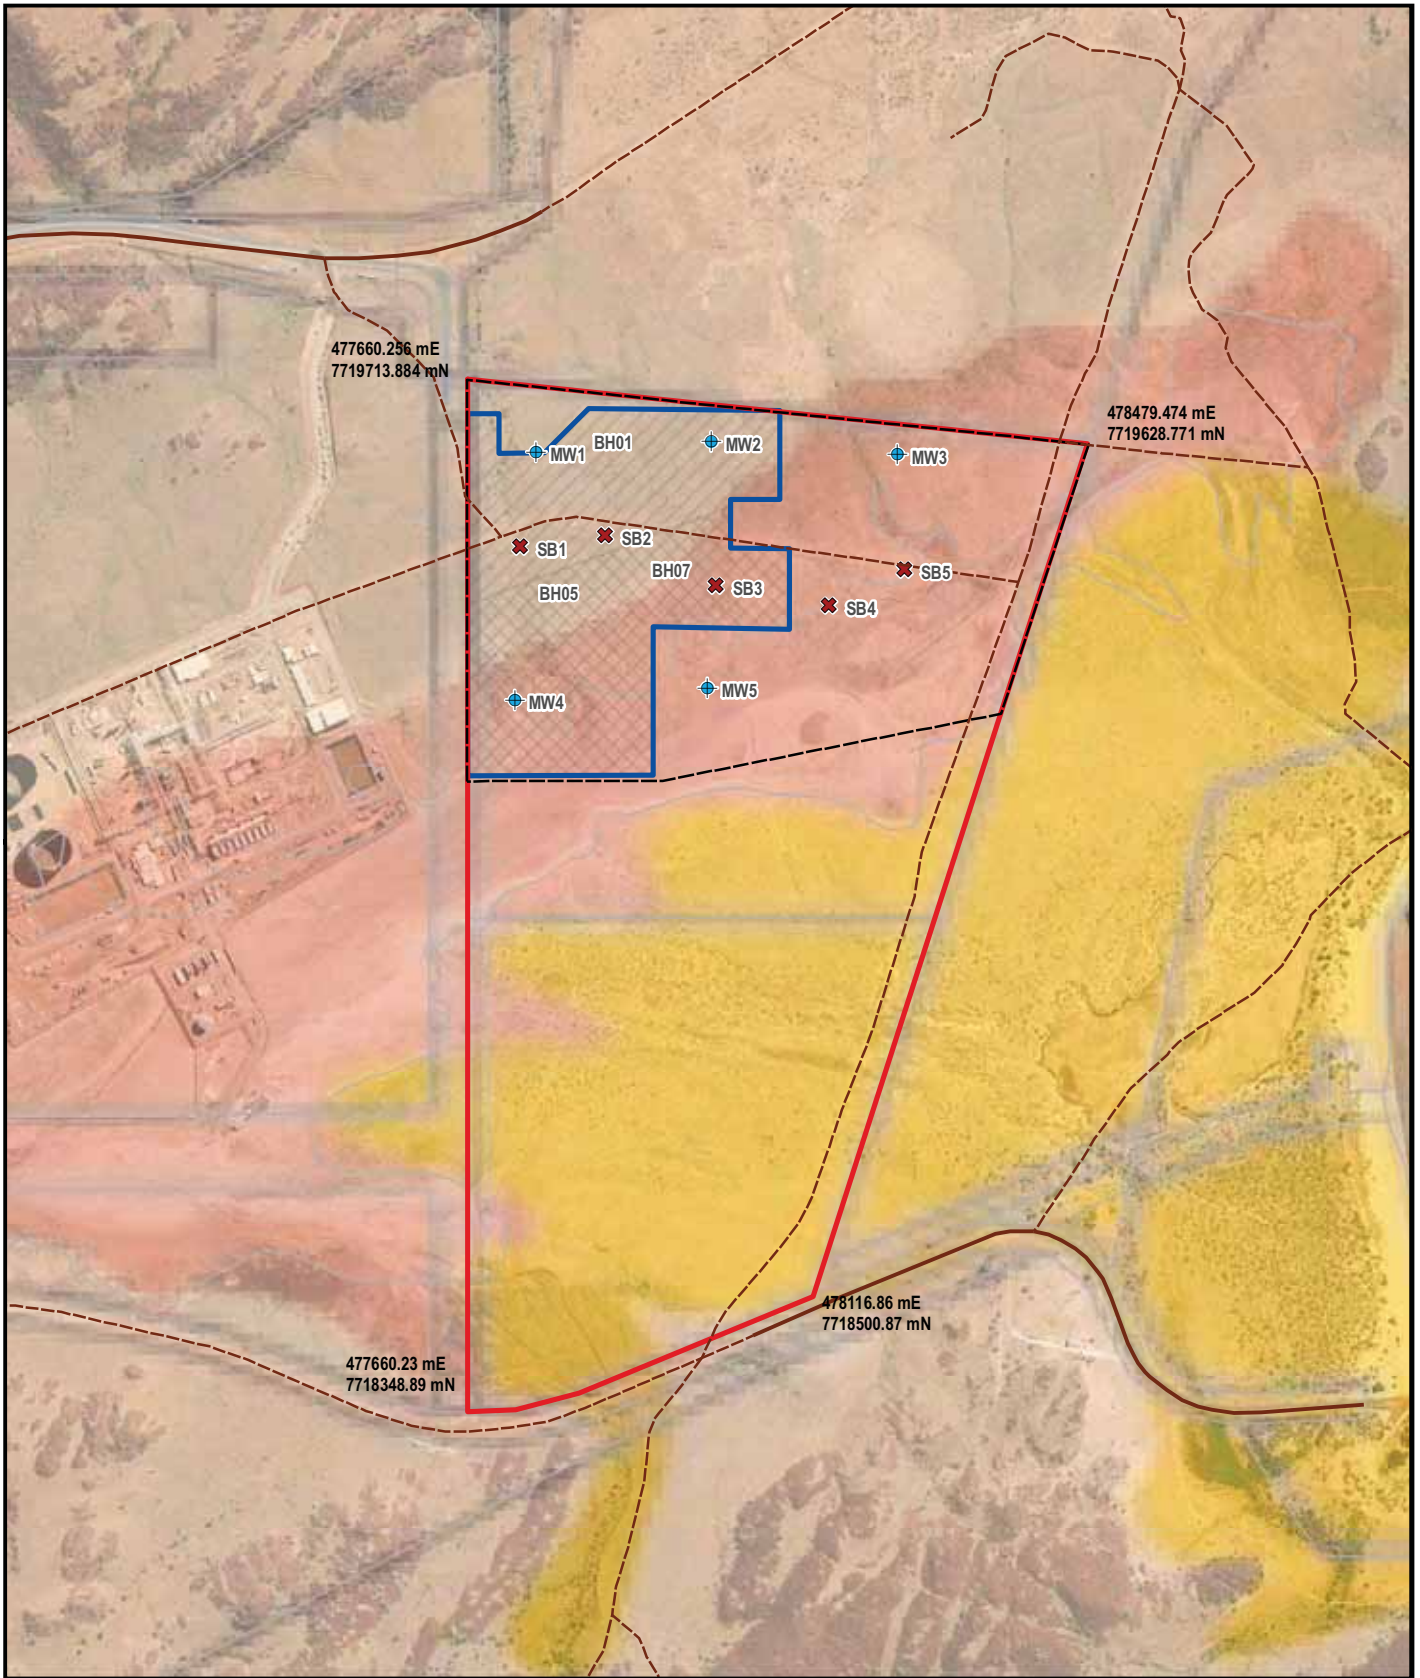 477660.256 mE
7719713.884 mN
478479.474 mE
7719628.771 mN
BH01
MW1
MW2
MW3
SB1
SB2
BH07
SB5
BH05
SB3
SB4
MW4
MW5
478116.86 mE
7718500.87 mN
477660.23 mE
7718348.89 mN